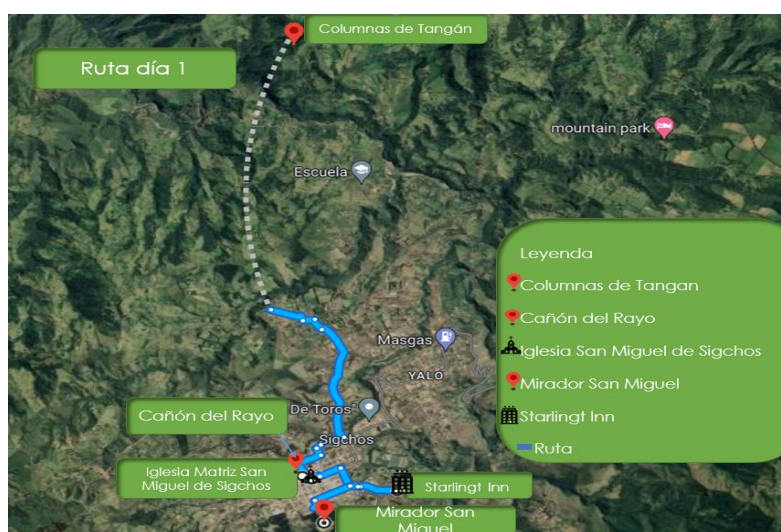 Columnas de Tangán
Ruta día 1
mountain park
Escuela
Leyenda
Columnas de Tangan
Cañón del Rayo
Iglesia San Miguel de Sigchos
Mirador San Miguel
Starlingt Inn
Ruta
Masgas
YALO
De Toros
Cañón del Rayo
Sigchos
Iglesia Matriz San
Miguel de Sigchos
Starlingt Inn
Mirador San
Miguel